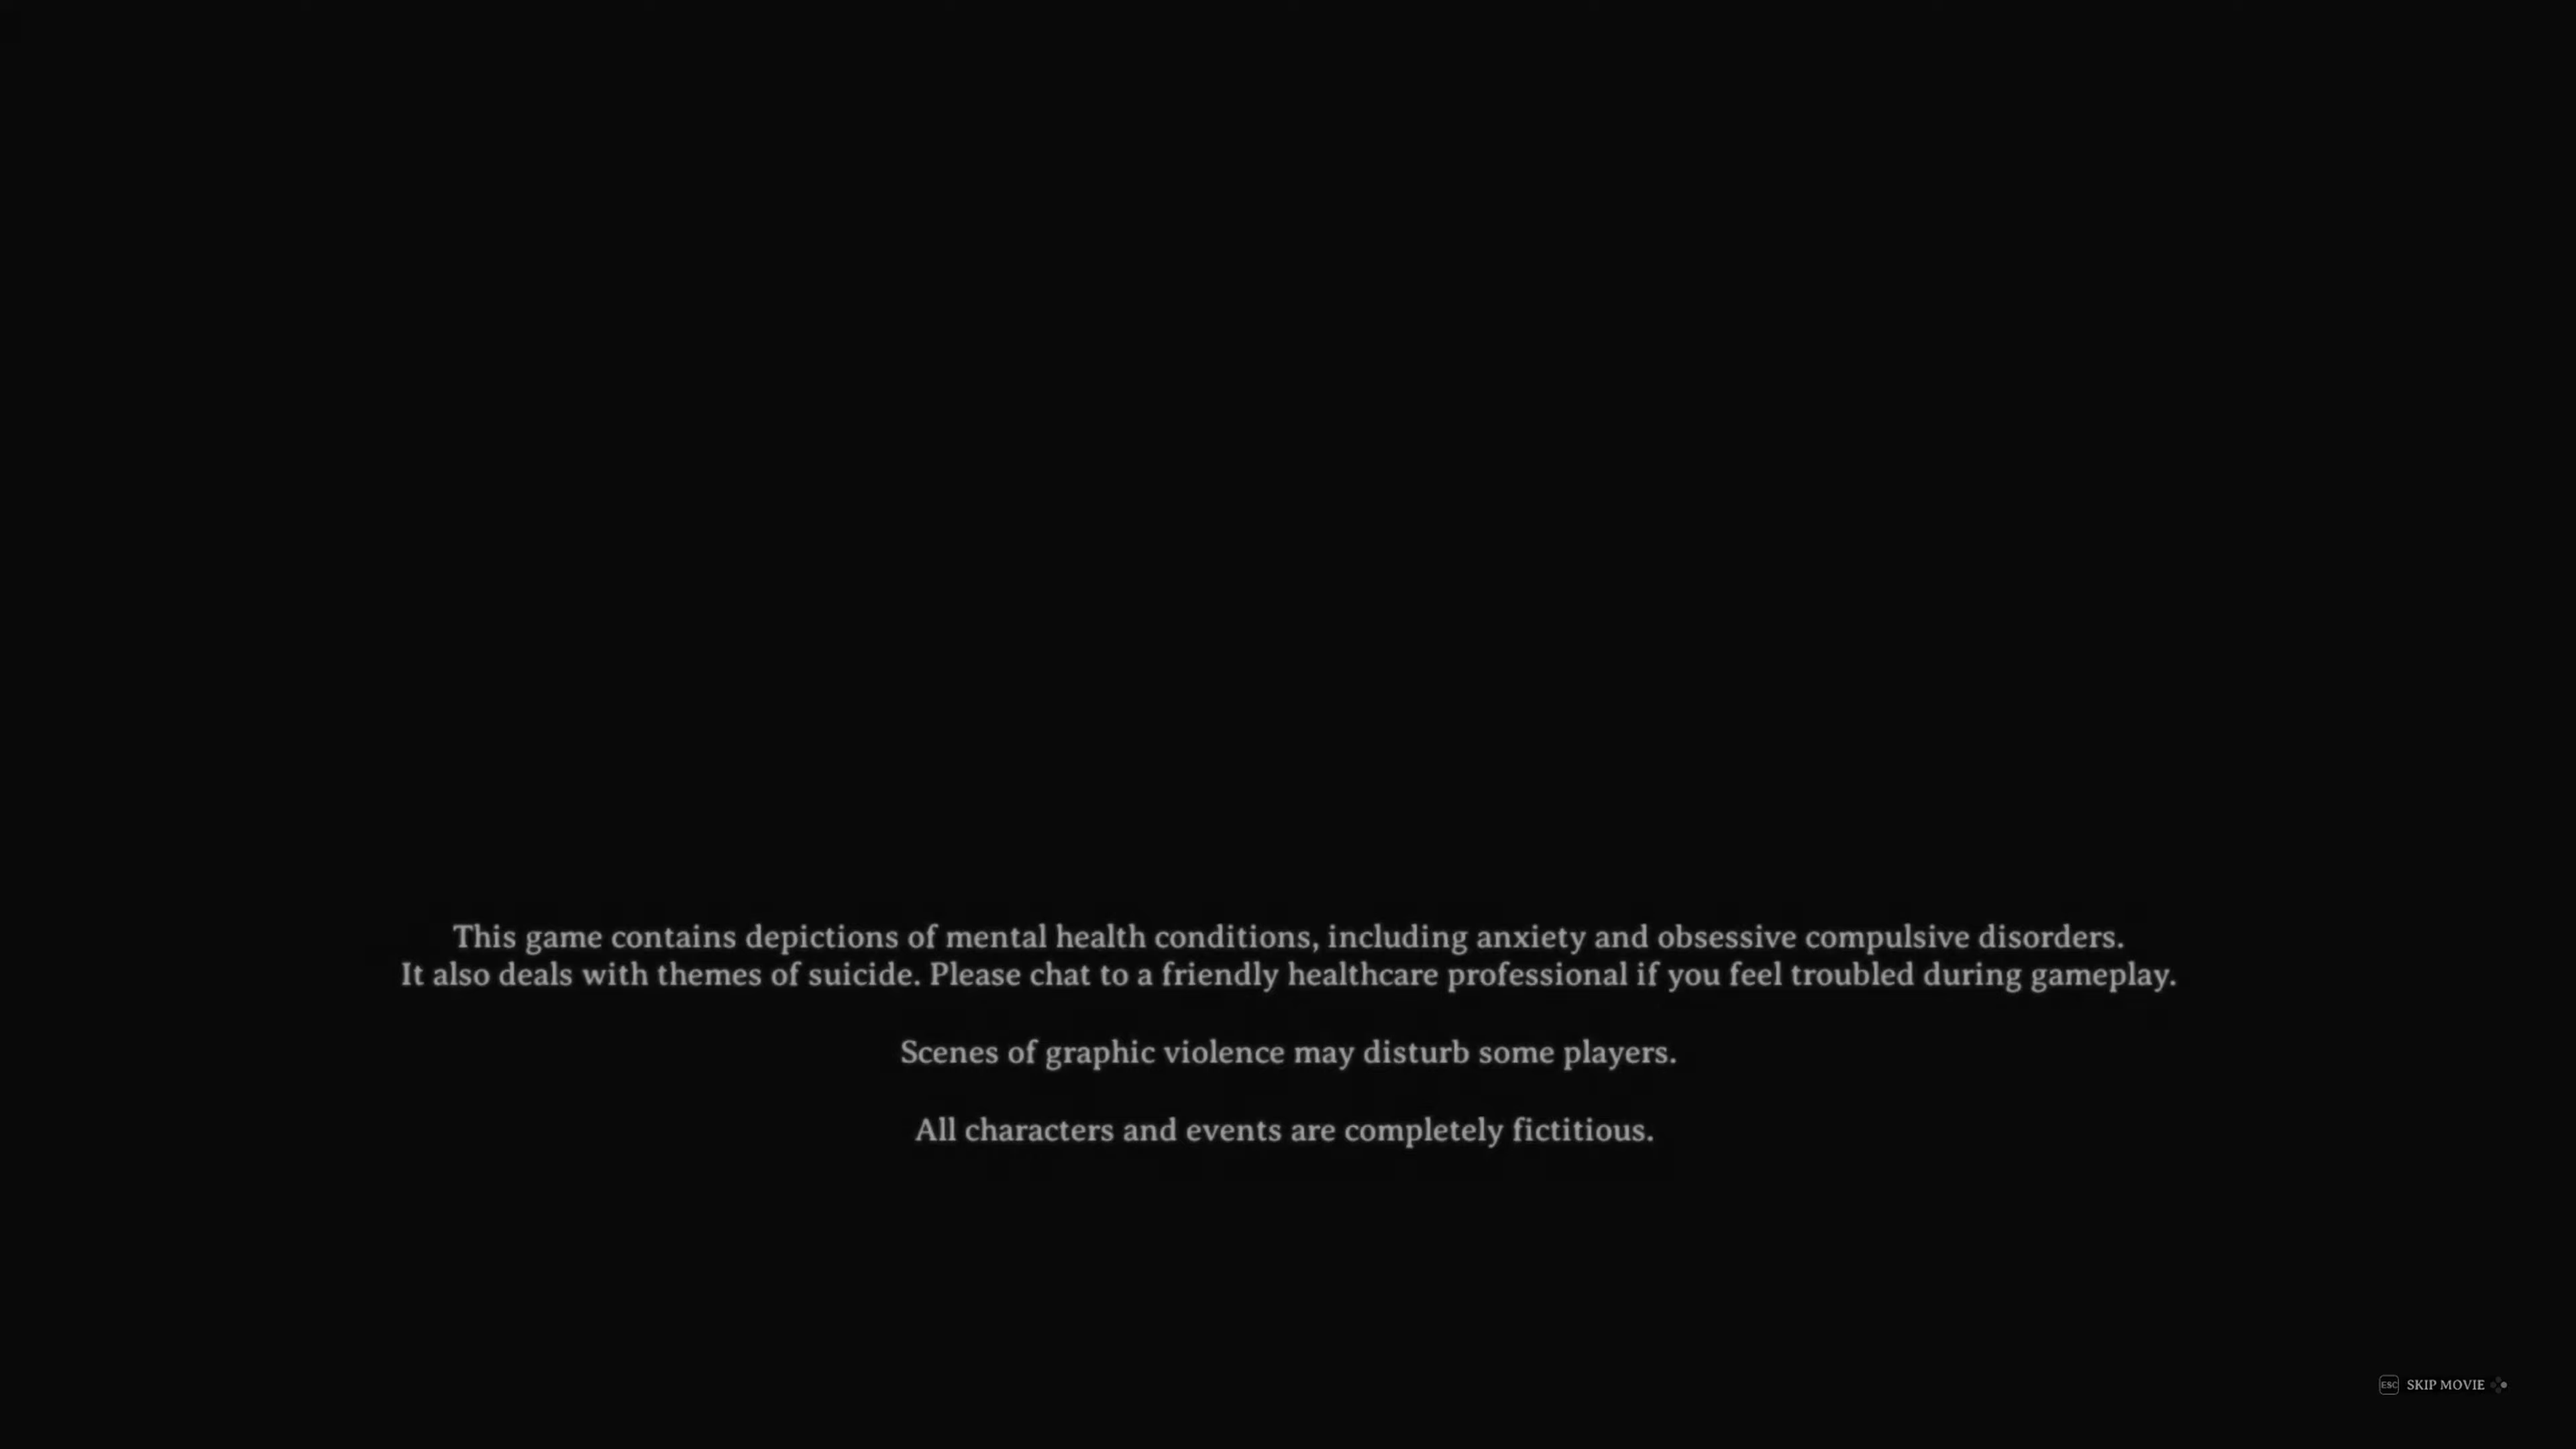 This game contains depictions of mental health conditions, including anxiety and obsessive compulsive disorders.
It also deals with themes of suicide. Please chat to a friendly healthcare professional if you feel troubled during gameplay.
Scenes of graphic violence may disturb some players.
All characters and events are completely fictitious.
ESC SKIP MOVIE